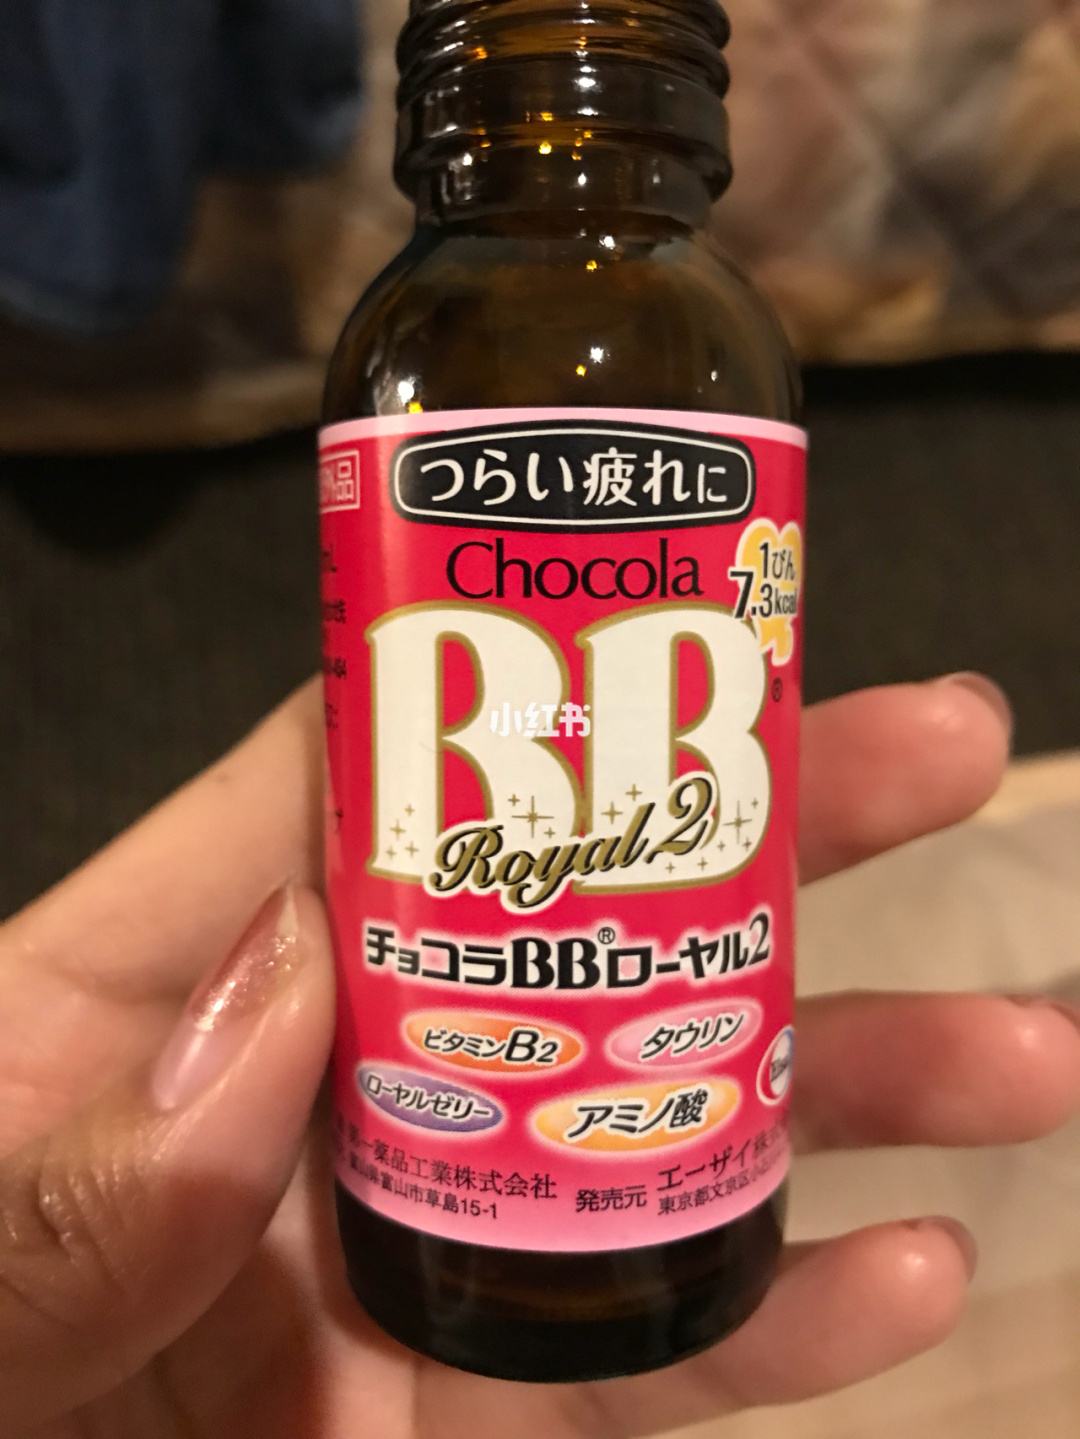 つらい疲れに
Chocola
1びん
7.3kcal
BB®
小红书
Royal 2
チョコラBB®ローヤル2
ビタミンB2
タウリン
ローヤルゼリー
アミノ酸
第一薬品工業株式会社
富山県富山市草島15-1
発売元
エーザイ株式
東京都文京区小石